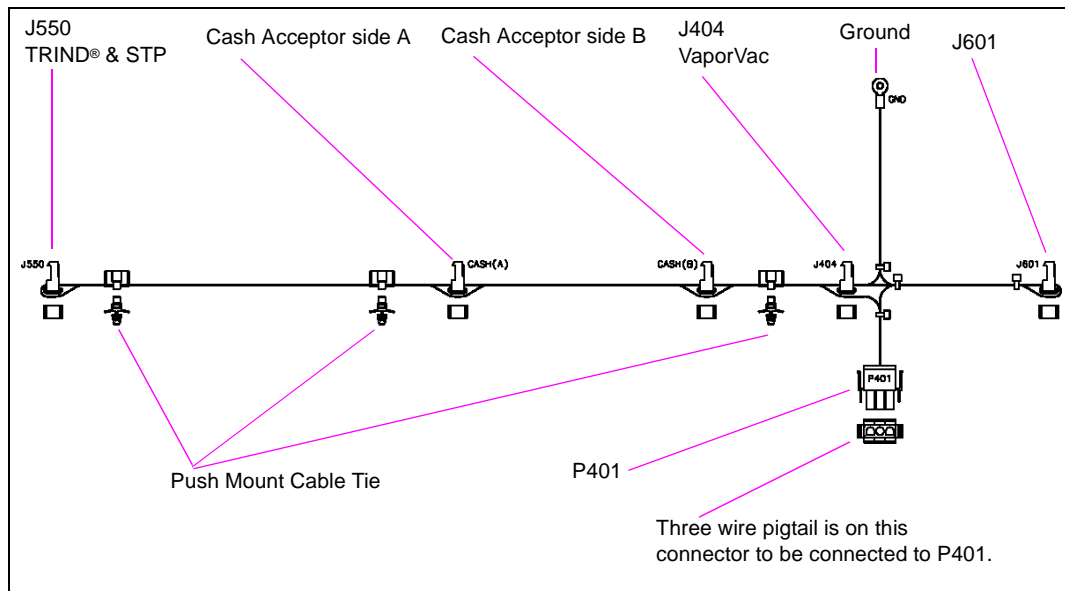 J550
TRIND® & STP
Cash Acceptor side A
Cash Acceptor side B
J404
VaporVac
Ground
J601
GND
J550
CASH(A)
CASH(B)
J404
J601
P401
Push Mount Cable Tie
P401
Three wire pigtail is on this
connector to be connected to P401.